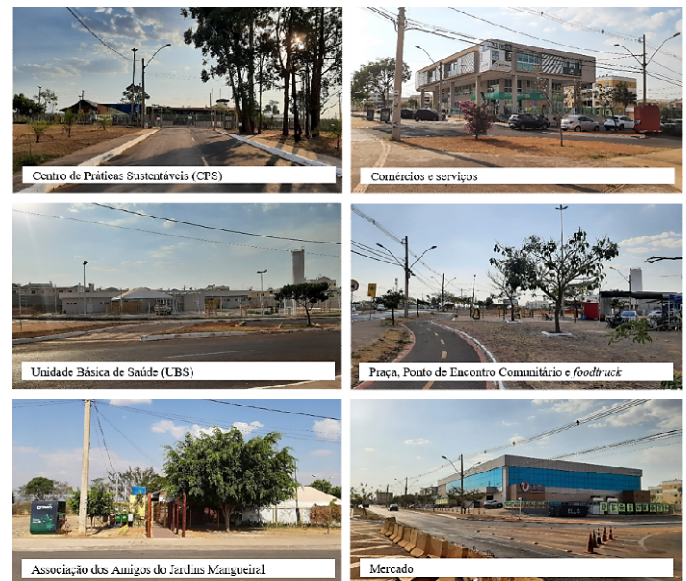 Centro de Práticas Sustentáveis (CPS)
Comércios e serviços
Unidade Básica de Saúde (UBS)
Praça, Ponto de Encontro Comunitário e foodtruck
Associação dos Amigos do Jardins Mangueiral
Mercado